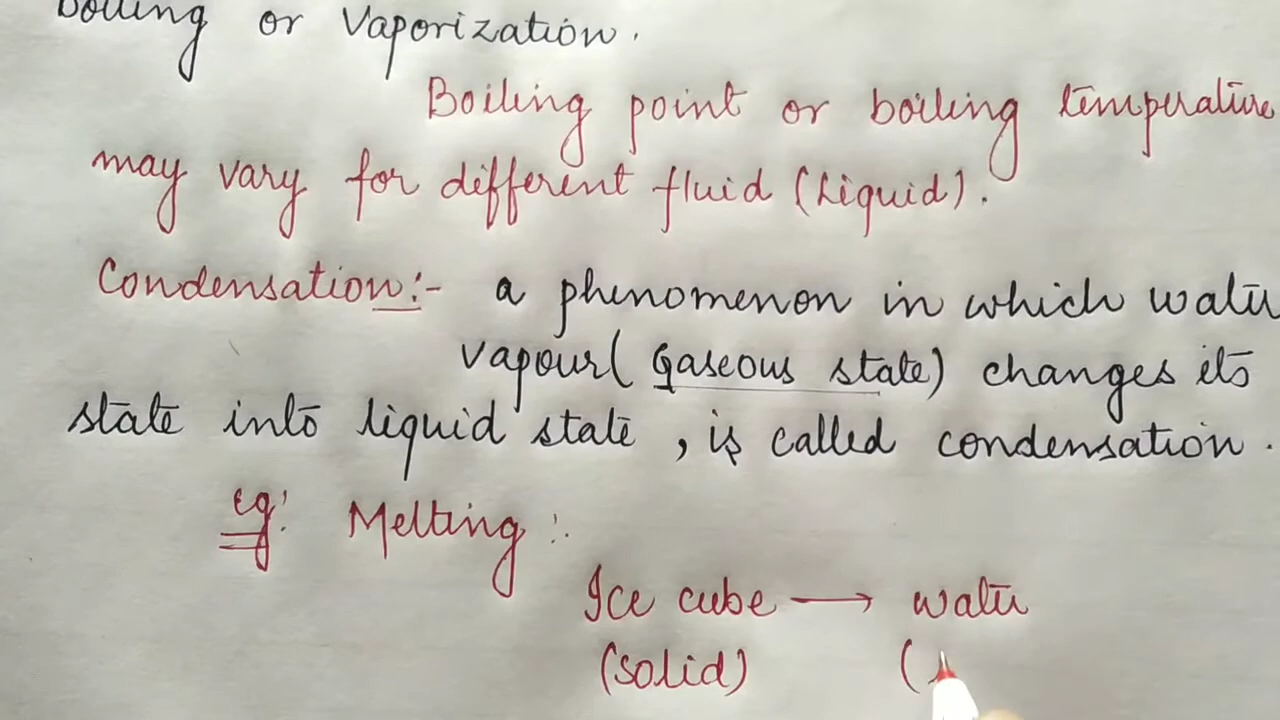 Boiling or Vaporization.
Boiling point or boiling temperature
may vary for different fluid (Liquid).
Condensation:- a phenomenon in which water
vapour (Gaseous state) changes its
state into liquid state, is called condensation.
eg: Melting:
Ice cube → water
(solid) (